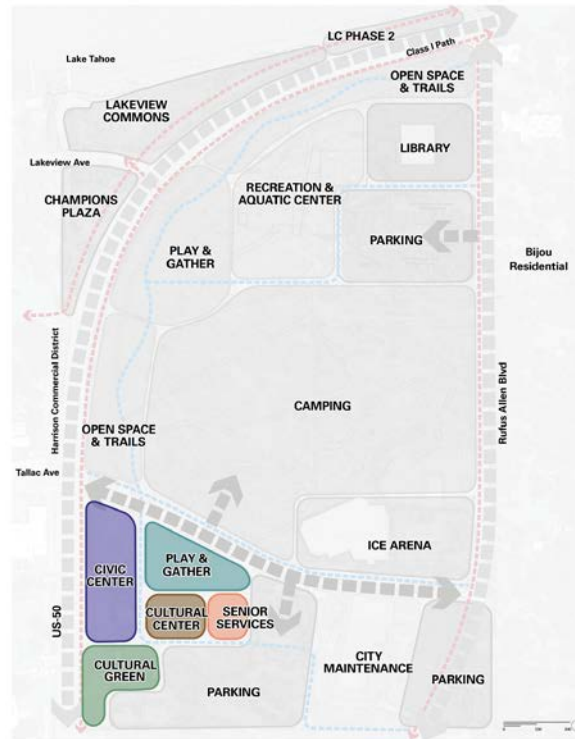 LC PHASE 2
Class I Path
Lake Tahoe
OPEN SPACE
& TRAILS
LAKEVIEW
COMMONS
LIBRARY
Lakeview Ave
RECREATION &
AQUATIC CENTER
CHAMPIONS
PLAZA
PARKING
PLAY &
GATHER
Bijou
Residential
Harrison Commercial District
Rufus Allen Blvd
CAMPING
OPEN SPACE
& TRAILS
Tallac Ave
ICE ARENA
PLAY &
GATHER
CIVIC
CENTER
CULTURAL
CENTER
SENIOR
SERVICES
US-50
CITY
MAINTENANCE
CULTURAL
GREEN
PARKING
PARKING